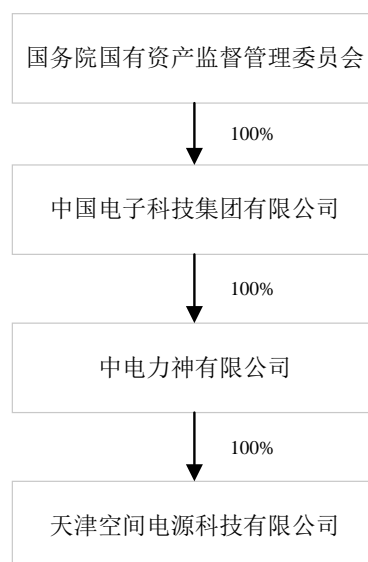 国务院国有资产监督管理委员会
100%
中国电子科技集团有限公司
100%
中电力神有限公司
100%
天津空间电源科技有限公司